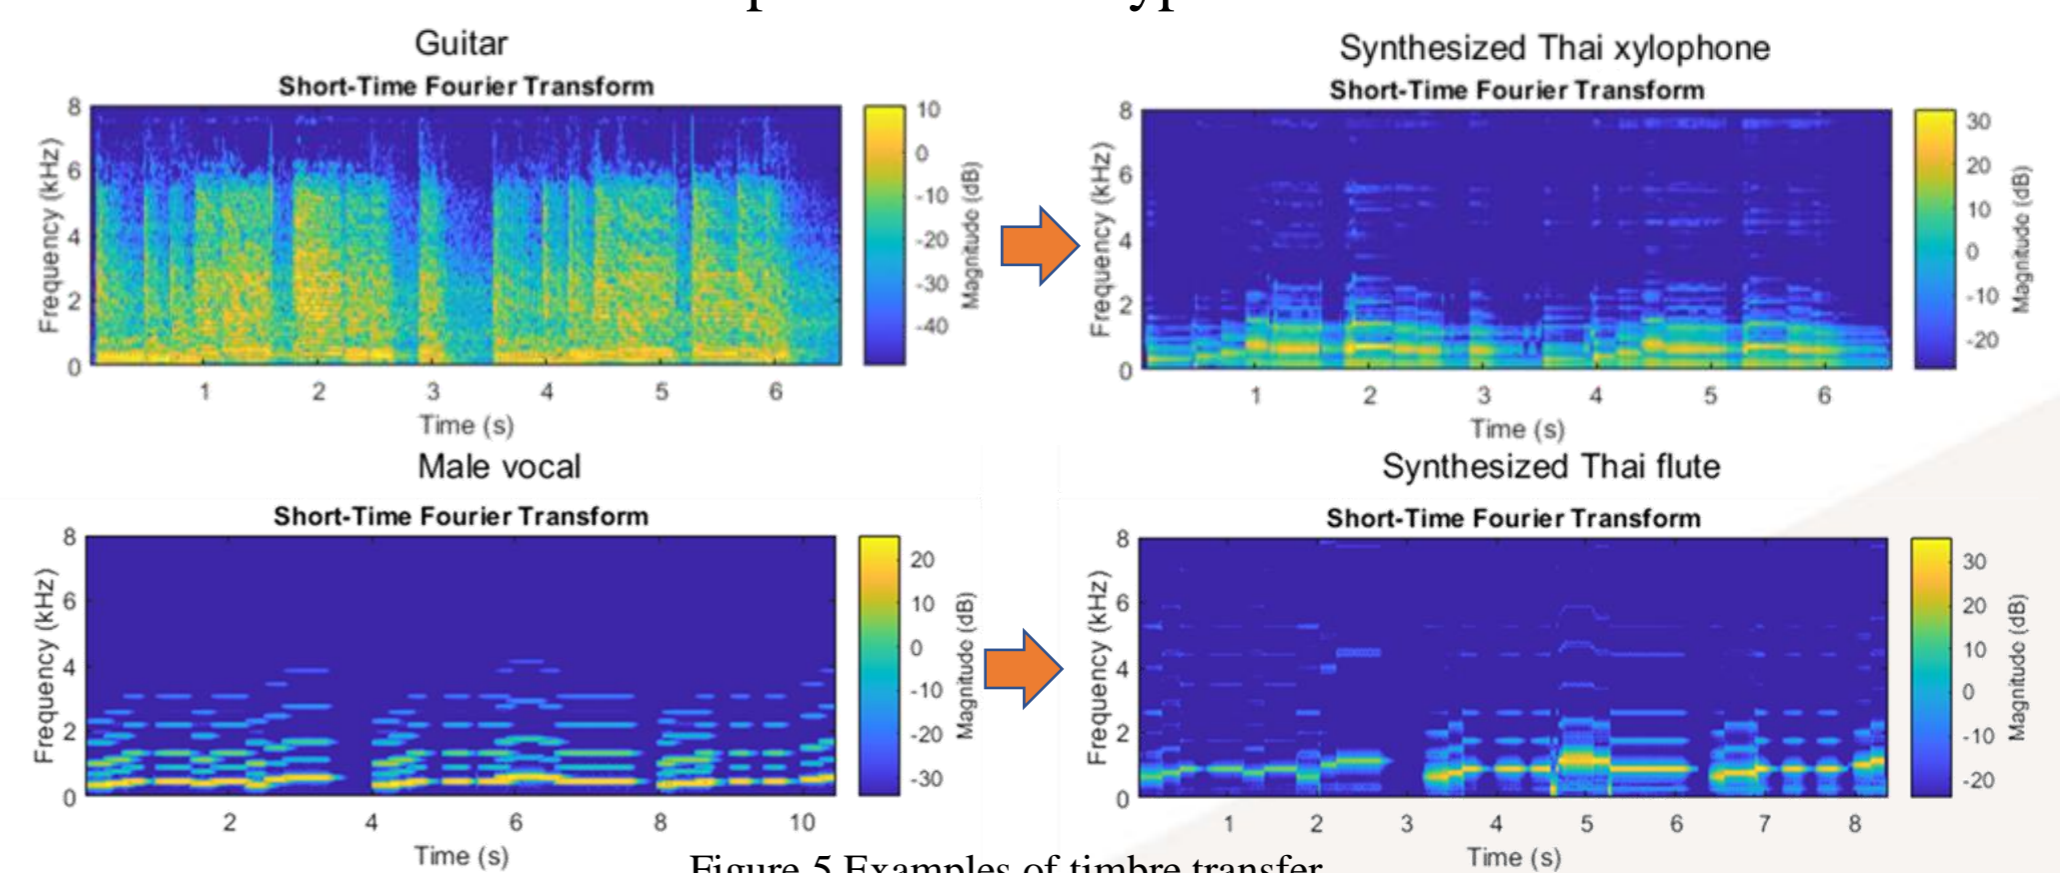 Guitar
Short-Time Fourier Transform
8
6
4
2
0
Frequency (kHz)
1 2 3 4 5 6
Time (s)
10
0
-10
-20
-30
-40
Magnitude (dB)
Synthesized Thai xylophone
Short-Time Fourier Transform
8
6
4
2
0
Frequency (kHz)
1 2 3 4 5 6
Time (s)
30
20
10
0
-10
-20
Magnitude (dB)
Male vocal
Short-Time Fourier Transform
8
6
4
2
0
Frequency (kHz)
2 4 6 8 10
Time (s)
20
10
0
-10
-20
-30
Magnitude (dB)
Synthesized Thai flute
Short-Time Fourier Transform
8
6
4
2
0
Frequency (kHz)
1 2 3 4 5 6 7 8
Time (s)
30
20
10
0
-10
-20
Magnitude (dB)
Figure 5 Examples of timbre transfer